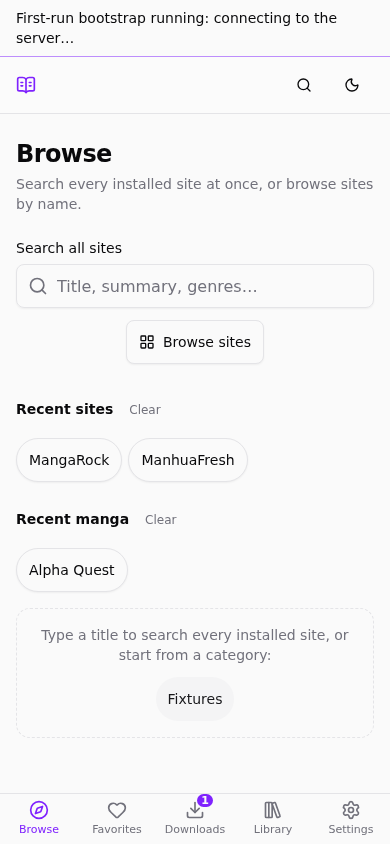 First-run bootstrap running: connecting to the
server…
Browse
Search every installed site at once, or browse sites
by name.
Search all sites
Title, summary, genres…
Browse sites
Recent sites Clear
MangaRock ManhuaFresh
Recent manga Clear
Alpha Quest
Type a title to search every installed site, or
start from a category:
Fixtures
1
Browse Favorites Downloads Library Settings